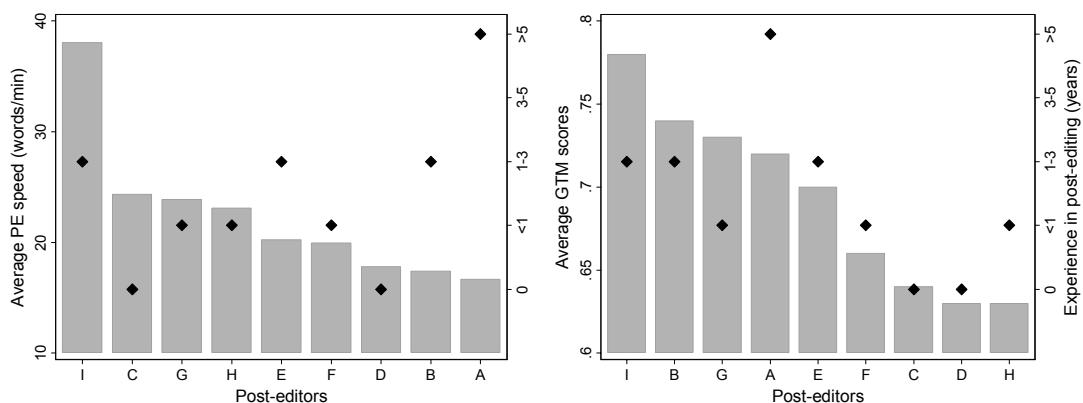 Average PE speed (words/min)
40
30
20
10
>5
3-5
1-3
<1
0
I C G H E F D B A
Post-editors
Average GTM scores
.8
.75
.7
.65
.6
>5
3-5
1-3
<1
0
Experience in post-editing (years)
I B G A E F C D H
Post-editors